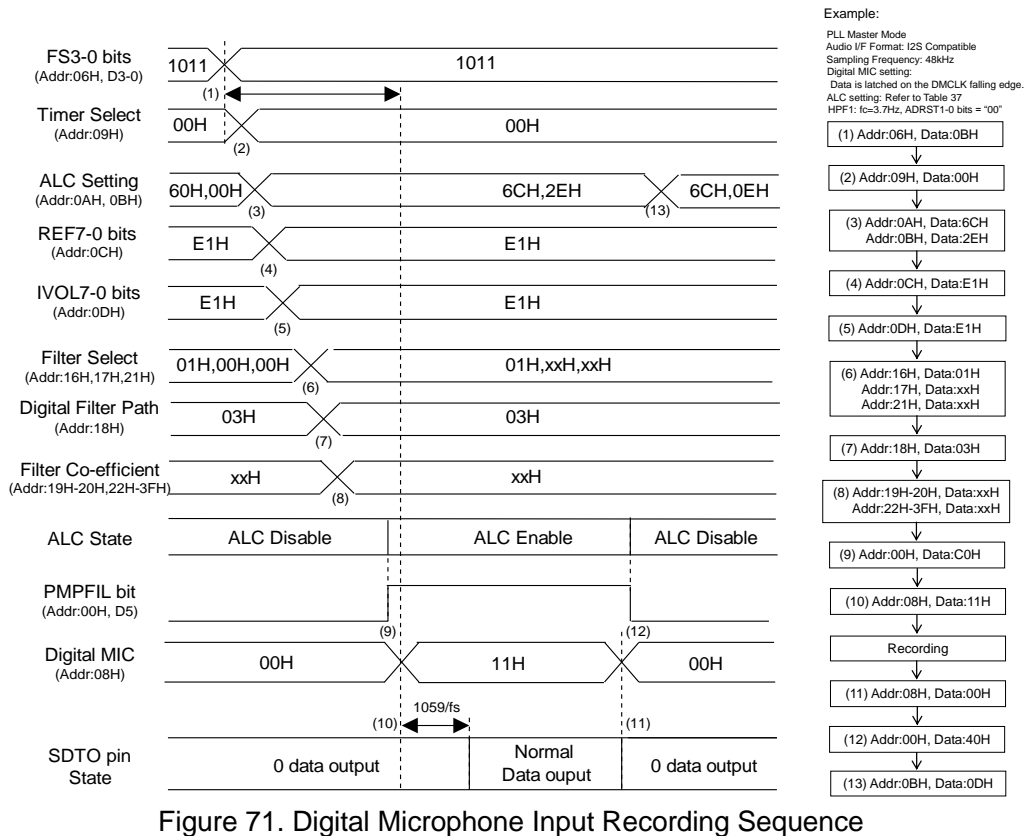 Example:
PLL Master Mode
Audio I/F Format: I2S Compatible
Sampling Frequency: 48kHz
Digital MIC setting:
Data is latched on the DMCLK falling edge.
ALC setting: Refer to Table 37
HPF1: fc=3.7Hz, ADRST1-0 bits = “00”
FS3-0 bits
(Addr:06H, D3-0)
1011
1011
(1)
Timer Select
(Addr:09H)
00H
00H
(2)
ALC Setting
(Addr:0AH, 0BH)
60H,00H
6CH,2EH
6CH,0EH
(3)
(13)
REF7-0 bits
(Addr:0CH)
E1H
E1H
(4)
IVOL7-0 bits
(Addr:0DH)
E1H
E1H
(5)
Filter Select
(Addr:16H,17H,21H)
01H,00H,00H
01H,xxH,xxH
(6)
Digital Filter Path
(Addr:18H)
03H
03H
(7)
Filter Co-efficient
(Addr:19H-20H,22H-3FH)
xxH
xxH
(8)
ALC State
ALC Disable
ALC Enable
ALC Disable
PMPFIL bit
(Addr:00H, D5)
(9)
(12)
Digital MIC
(Addr:08H)
00H
11H
00H
1059/fs
(10)
(11)
SDTO pin
State
0 data output
Normal
Data ouput
0 data output
(1) Addr:06H, Data:0BH
(2) Addr:09H, Data:00H
(3) Addr:0AH, Data:6CH
Addr:0BH, Data:2EH
(4) Addr:0CH, Data:E1H
(5) Addr:0DH, Data:E1H
(6) Addr:16H, Data:01H
Addr:17H, Data:xxH
Addr:21H, Data:xxH
(7) Addr:18H, Data:03H
(8) Addr:19H-20H, Data:xxH
Addr:22H-3FH, Data:xxH
(9) Addr:00H, Data:C0H
(10) Addr:08H, Data:11H
Recording
(11) Addr:08H, Data:00H
(12) Addr:00H, Data:40H
(13) Addr:0BH, Data:0DH
Figure 71. Digital Microphone Input Recording Sequence